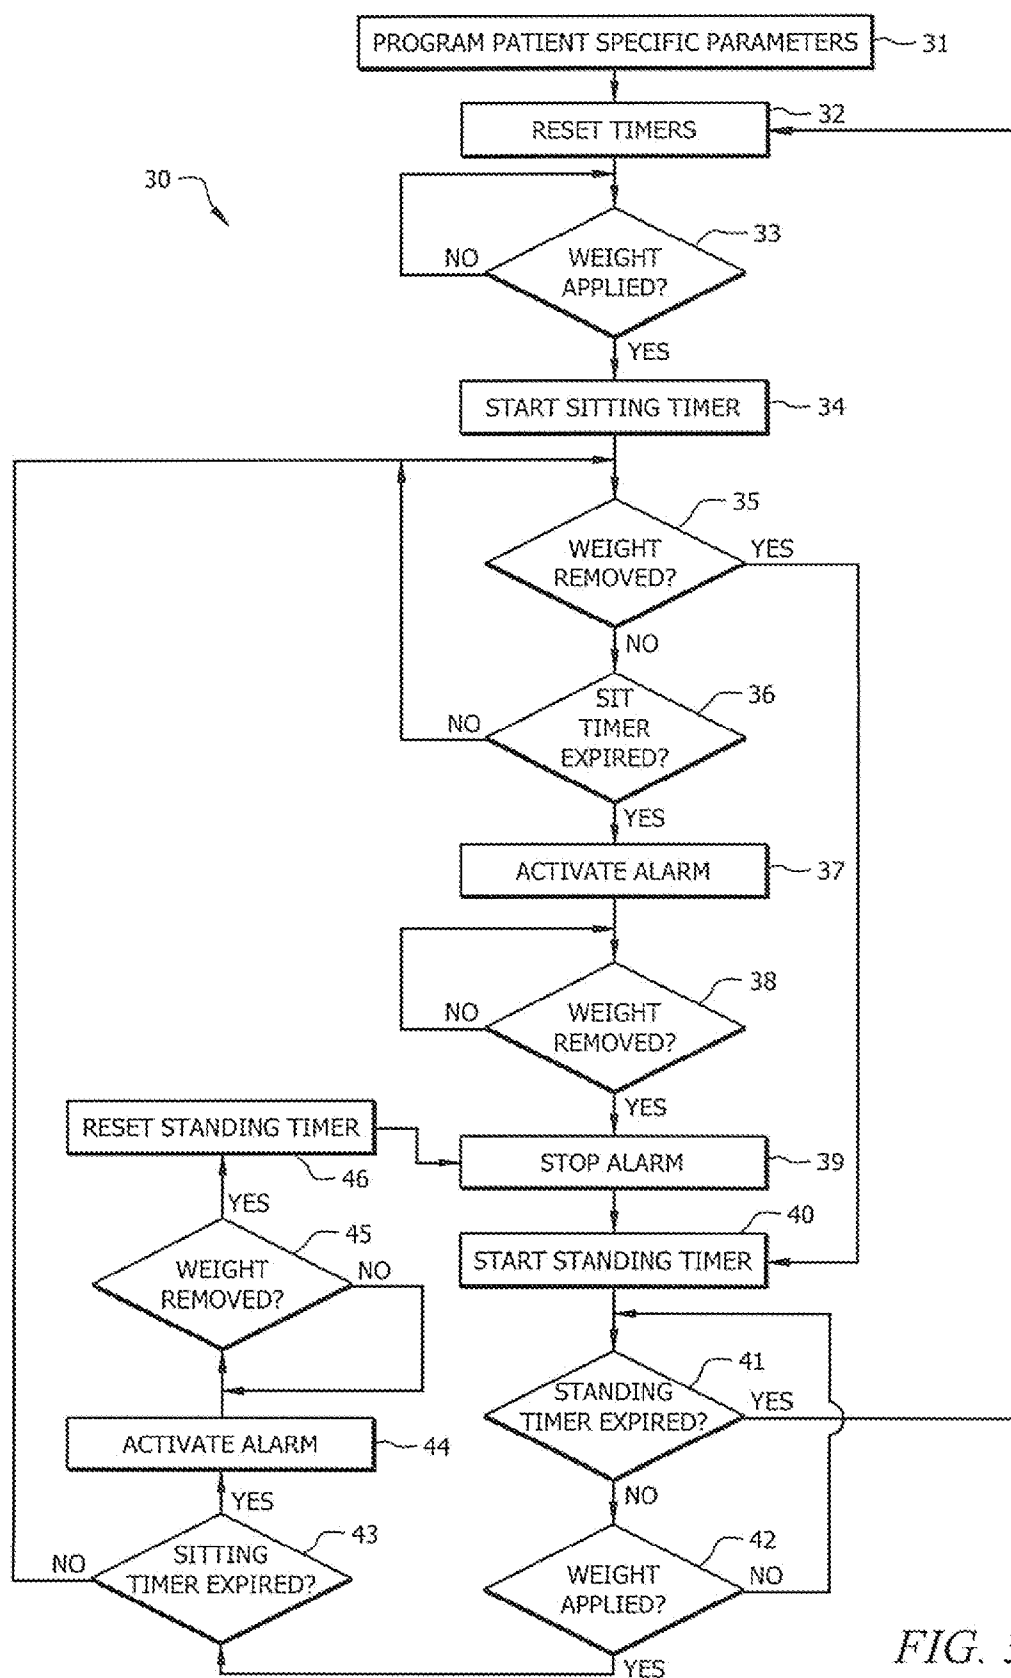 PROGRAM PATIENT SPECIFIC PARAMETERS
31
32
RESET TIMERS
30
33
WEIGHT
APPLIED?
NO
YES
START SITTING TIMER
34
35
WEIGHT
REMOVED?
YES
NO
36
SIT
TIMER
EXPIRED?
NO
YES
ACTIVATE ALARM
37
38
WEIGHT
REMOVED?
NO
YES
RESET STANDING TIMER
46
STOP ALARM
39
YES
40
START STANDING TIMER
45
WEIGHT
REMOVED?
NO
41
STANDING
TIMER EXPIRED?
YES
ACTIVATE ALARM
44
YES
NO
43
SITTING
TIMER EXPIRED?
NO
42
WEIGHT
APPLIED?
NO
YES
FIG.